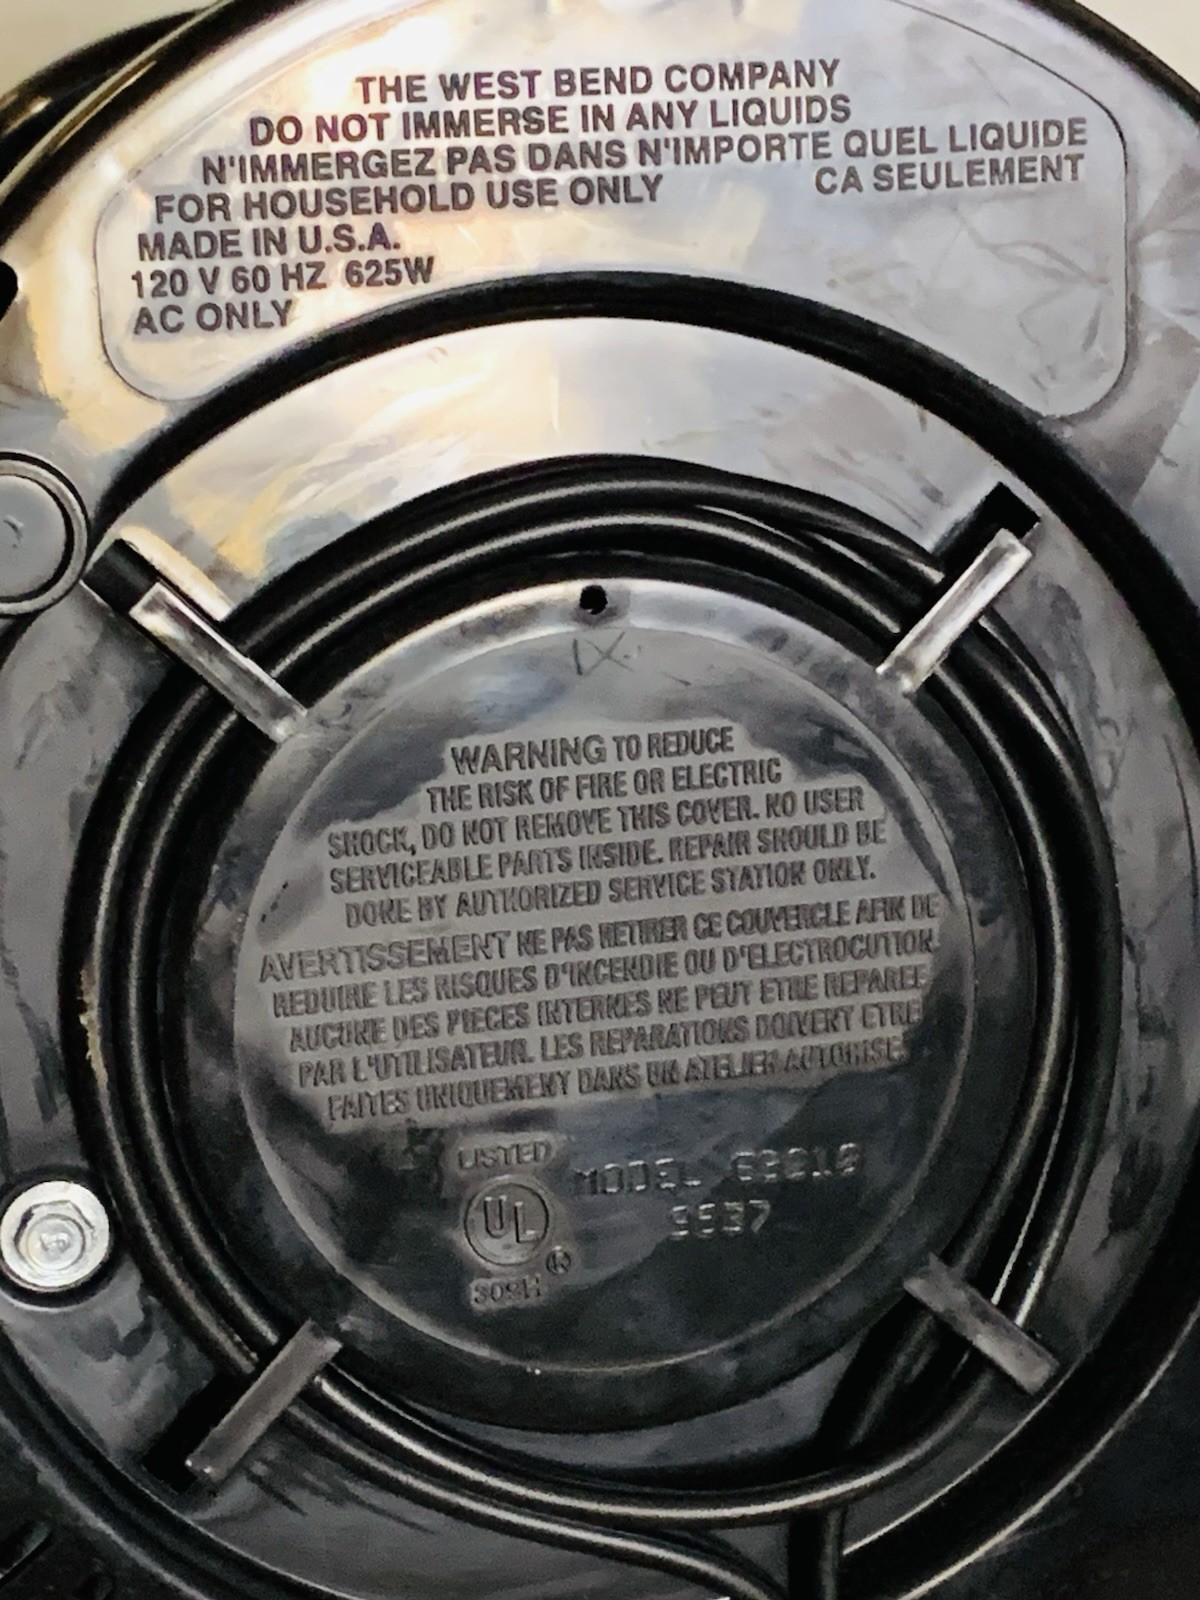 THE WEST BEND COMPANY
DO NOT IMMERSE IN ANY LIQUIDS
N'IMMERGEZ PAS DANS N'IMPORTE QUEL LIQUIDE
FOR HOUSEHOLD USE ONLY CA SEULEMENT
MADE IN U.S.A.
120 V 60 HZ 625W
AC ONLY
IX
WARNING TO REDUCE
THE RISK OF FIRE OR ELECTRIC
SHOCK, DO NOT REMOVE THIS COVER. NO USER
SERVICEABLE PARTS INSIDE. REPAIR SHOULD BE
DONE BY AUTHORIZED SERVICE STATION ONLY.
AVERTISSEMENT NE PAS RETIRER CE COUVERCLE AFIN DE
REDUIRE LES RISQUES D'INCENDIE OU D'ELECTROCUTION.
AUCUNE DES PIECES INTERNES NE PEUT ETRE REPAREE
PAR L'UTILISATEUR. LES REPARATIONS DOIVENT ETRE
FAITES UNIQUEMENT DANS UN ATELIER AUTORISE.
LISTED
UL ®
309H
MODEL